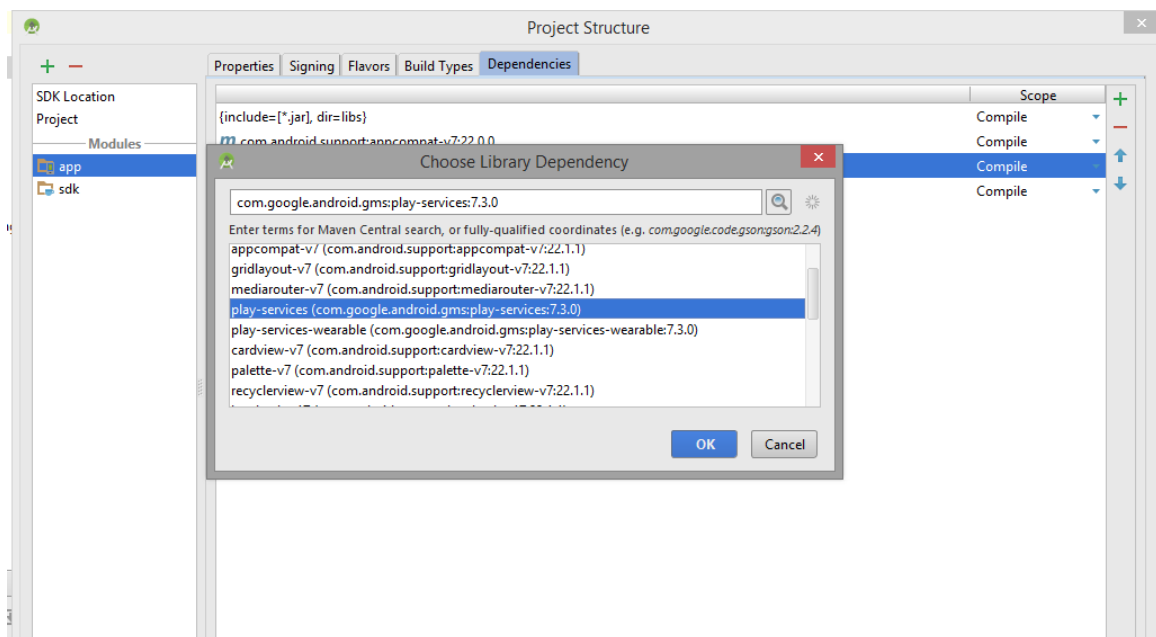 Project Structure
Properties Signing Flavors Build Types Dependencies
SDK Location
Project
Modules
app
sdk
Scope
{include=[*.jar], dir=libs} Compile
m com.android.support:appcompat-v7:22.0.0 Compile
Compile
Compile
Choose Library Dependency
com.google.android.gms:play-services:7.3.0
Enter terms for Maven Central search, or fully-qualified coordinates (e.g. com.google.code.gson:gson:2.2.4)
appcompat-v7 (com.android.support:appcompat-v7:22.1.1)
gridlayout-v7 (com.android.support:gridlayout-v7:22.1.1)
mediarouter-v7 (com.android.support:mediarouter-v7:22.1.1)
play-services (com.google.android.gms:play-services:7.3.0)
play-services-wearable (com.google.android.gms:play-services-wearable:7.3.0)
cardview-v7 (com.android.support:cardview-v7:22.1.1)
palette-v7 (com.android.support:palette-v7:22.1.1)
recyclerview-v7 (com.android.support:recyclerview-v7:22.1.1)
OK Cancel